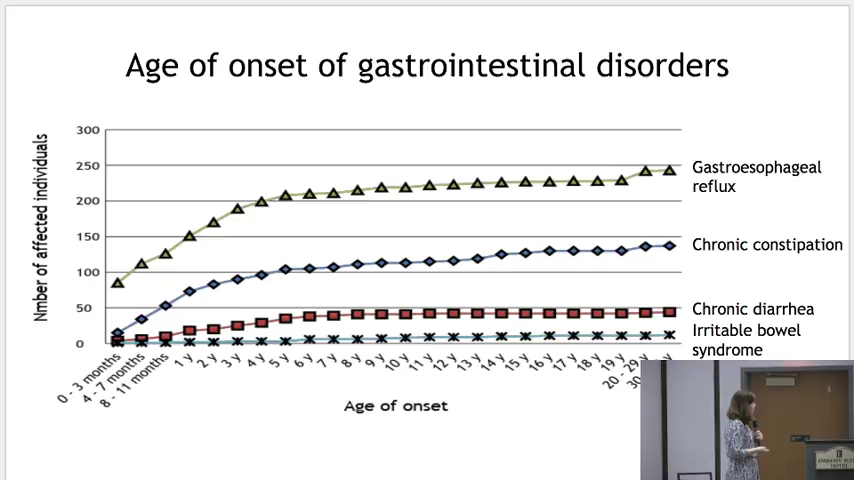 Age of onset of gastrointestinal disorders
Nmber of affected individuals
300
250
200
150
100
50
0
Gastroesophageal
reflux
Chronic constipation
Chronic diarrhea
Irritable bowel
syndrome
0 - 3 months
4 - 7 months
8 - 11 months
1 y
2 y
3 y
4 y
5 y
6 y
7 y
8 y
9 y
10 y
11 y
12 y
13 y
14 y
15 y
16 y
17 y
18 y
19 y
20 - 29 y
Age of onset